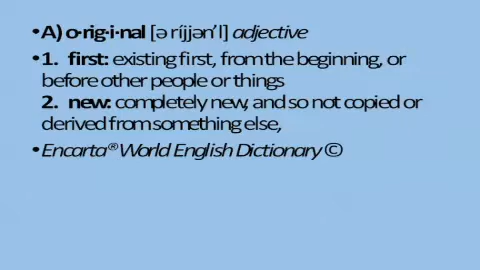 •A) o·rig·i·nal [ə ríjjən’l] adjective
•1. first: existing first, from the beginning, or
before other people or things
2. new: completely new, and so not copied or
derived from something else,
•Encarta® World English Dictionary ©